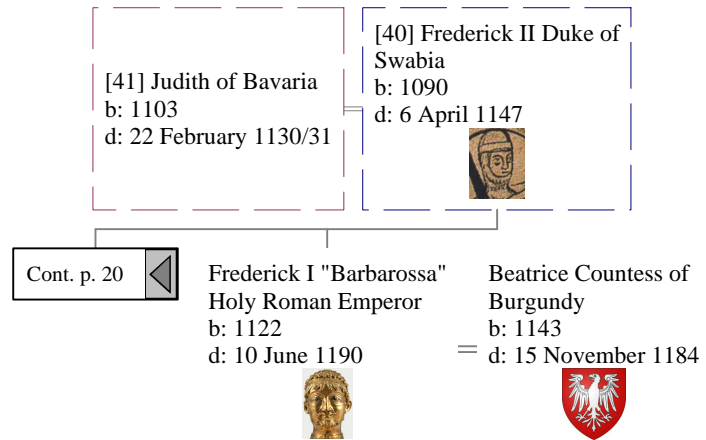 [41] Judith of Bavaria
b: 1103
d: 22 February 1130/31
[40] Frederick II Duke of
Swabia
b: 1090
d: 6 April 1147
Cont. p. 20
Frederick I "Barbarossa"
Holy Roman Emperor
b: 1122
d: 10 June 1190
Beatrice Countess of
Burgundy
b: 1143
d: 15 November 1184